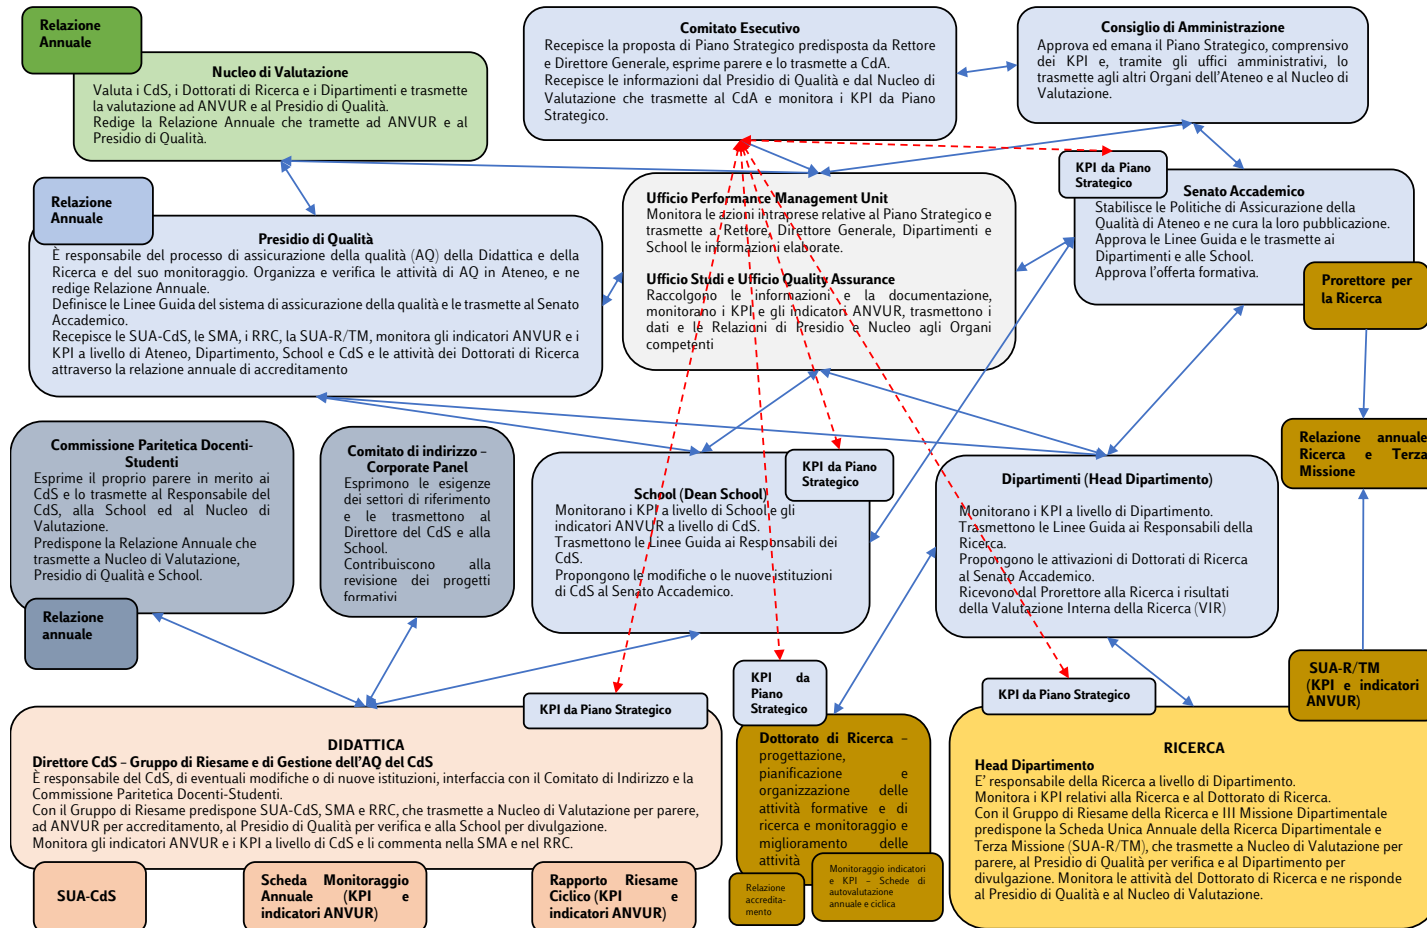 Relazione
Annuale
Nucleo di Valutazione
Valuta i CdS, i Dottorati di Ricerca e i Dipartimenti e trasmette
la valutazione ad ANVUR e al Presidio di Qualità.
Redige la Relazione Annuale che tramette ad ANVUR e al
Presidio di Qualità.
Comitato Esecutivo
Recepisce la proposta di Piano Strategico predisposta da Rettore
e Direttore Generale, esprime parere e lo trasmette a CdA.
Recepisce le informazioni dal Presidio di Qualità e dal Nucleo di
Valutazione che trasmette al CdA e monitora i KPI da Piano
Strategico.
Consiglio di Amministrazione
Approva ed emana il Piano Strategico, comprensivo
dei KPI e, tramite gli uffici amministrativi, lo
trasmette agli altri Organi dell'Ateneo e al Nucleo di
Valutazione.
Relazione
Annuale
Presidio di Qualità
È responsabile del processo di assicurazione della qualità (AQ) della Didattica e della
Ricerca e del suo monitoraggio. Organizza e verifica le attività di AQ in Ateneo, e ne
redige Relazione Annuale.
Definisce le Linee Guida del sistema di assicurazione della qualità e le trasmette al Senato
Accademico.
Recepisce le SUA-CdS, le SMA, i RRC, la SUA-R/TM, monitora gli indicatori ANVUR e i
KPI a livello di Ateneo, Dipartimento, School e CdS e le attività dei Dottorati di Ricerca
attraverso la relazione annuale di accreditamento
Ufficio Performance Management Unit
Monitora le azioni intraprese relative al Piano Strategico e
trasmette a Rettore, Direttore Generale, Dipartimenti e
School le informazioni elaborate.
Ufficio Studi e Ufficio Quality Assurance
Raccolgono le informazioni e la documentazione,
monitorano i KPI e gli indicatori ANVUR, trasmettono i
dati e le Relazioni di Presidio e Nucleo agli Organi
competenti
KPI da Piano
Strategico
Senato Accademico
Stabilisce le Politiche di Assicurazione della
Qualità di Ateneo e ne cura la loro pubblicazione.
Approva le Linee Guida e le trasmette ai
Dipartimenti e alle School.
Approva l'offerta formativa.
Prorettore per
la Ricerca
Commissione Paritetica Docenti-
Studenti
Esprime il proprio parere in merito ai
CdS e lo trasmette al Responsabile del
CdS, alla School ed al Nucleo di
Valutazione.
Predispone la Relazione Annuale che
trasmette a Nucleo di Valutazione,
Presidio di Qualità e School.
Relazione
annuale
Comitato di indirizzo –
Corporate Panel
Esprimono le esigenze
dei settori di riferimento
e le trasmettono al
Direttore del CdS e alla
School.
Contribuiscono alla
revisione dei progetti
formativi
KPI da Piano
Strategico
School (Dean School)
Monitorano i KPI a livello di School e gli
indicatori ANVUR a livello di CdS.
Trasmettono le Linee Guida ai Responsabili dei
CdS.
Propongono le modifiche o le nuove istituzioni
di CdS al Senato Accademico.
Dipartimenti (Head Dipartimento)
Monitorano i KPI a livello di Dipartimento.
Trasmettono le Linee Guida ai Responsabili della
Ricerca.
Propongono le attivazioni di Dottorati di Ricerca
al Senato Accademico.
Ricevono dal Prorettore alla Ricerca i risultati
della Valutazione Interna della Ricerca (VIR)
Relazione annuale
Ricerca e Terza
Missione
SUA-R/TM
(KPI e indicatori
ANVUR)
KPI da Piano Strategico
DIDATTICA
Direttore CdS – Gruppo di Riesame e di Gestione dell'AQ del CdS
È responsabile del CdS, di eventuali modifiche o di nuove istituzioni, interfaccia con il Comitato di Indirizzo e la
Commissione Paritetica Docenti-Studenti.
Con il Gruppo di Riesame predispone SUA-CdS, SMA e RRC, che trasmette a Nucleo di Valutazione per parere,
ad ANVUR per accreditamento, al Presidio di Qualità per verifica e alla School per divulgazione.
Monitora gli indicatori ANVUR e i KPI a livello di CdS e li commenta nella SMA e nel RRC.
SUA-CdS
Scheda Monitoraggio
Annuale (KPI e
indicatori ANVUR)
Rapporto Riesame
Ciclico (KPI e
indicatori ANVUR)
KPI da
Piano
Strategico
Dottorato di Ricerca –
progettazione,
pianificazione e
organizzazione delle
attività formative e di
ricerca e monitoraggio e
miglioramento delle
attività
Relazione
accredita-
mento
Monitoraggio indicatori
e KPI – Schede di
autovalutazione
annuale e ciclica
KPI da Piano Strategico
RICERCA
Head Dipartimento
E' responsabile della Ricerca a livello di Dipartimento.
Monitora i KPI relativi alla Ricerca e al Dottorato di Ricerca.
Con il Gruppo di Riesame della Ricerca e III Missione Dipartimentale
predispone la Scheda Unica Annuale della Ricerca Dipartimentale e
Terza Missione (SUA-R/TM), che trasmette a Nucleo di Valutazione per
parere, al Presidio di Qualità per verifica e al Dipartimento per
divulgazione. Monitora le attività del Dottorato di Ricerca e ne risponde
al Presidio di Qualità e al Nucleo di Valutazione.